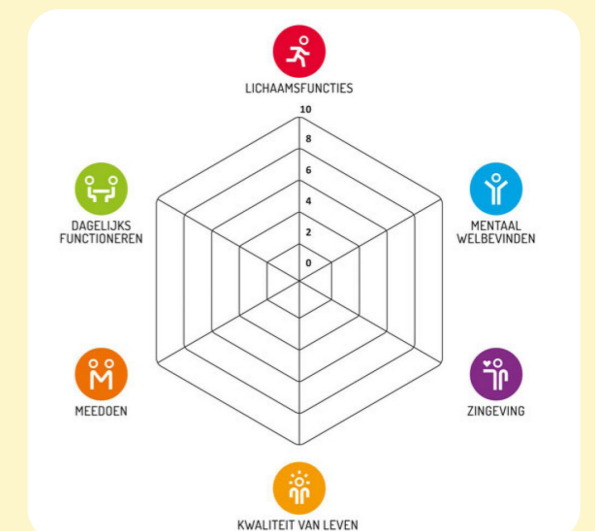 LICHAAMSFUNCTIES
10
8
6
4
2
0
DAGELIJKS
FUNCTIONEREN
MENTAAL
WELBEVINDEN
MEEDOEN
ZINGEVING
KWALITEIT VAN LEVEN